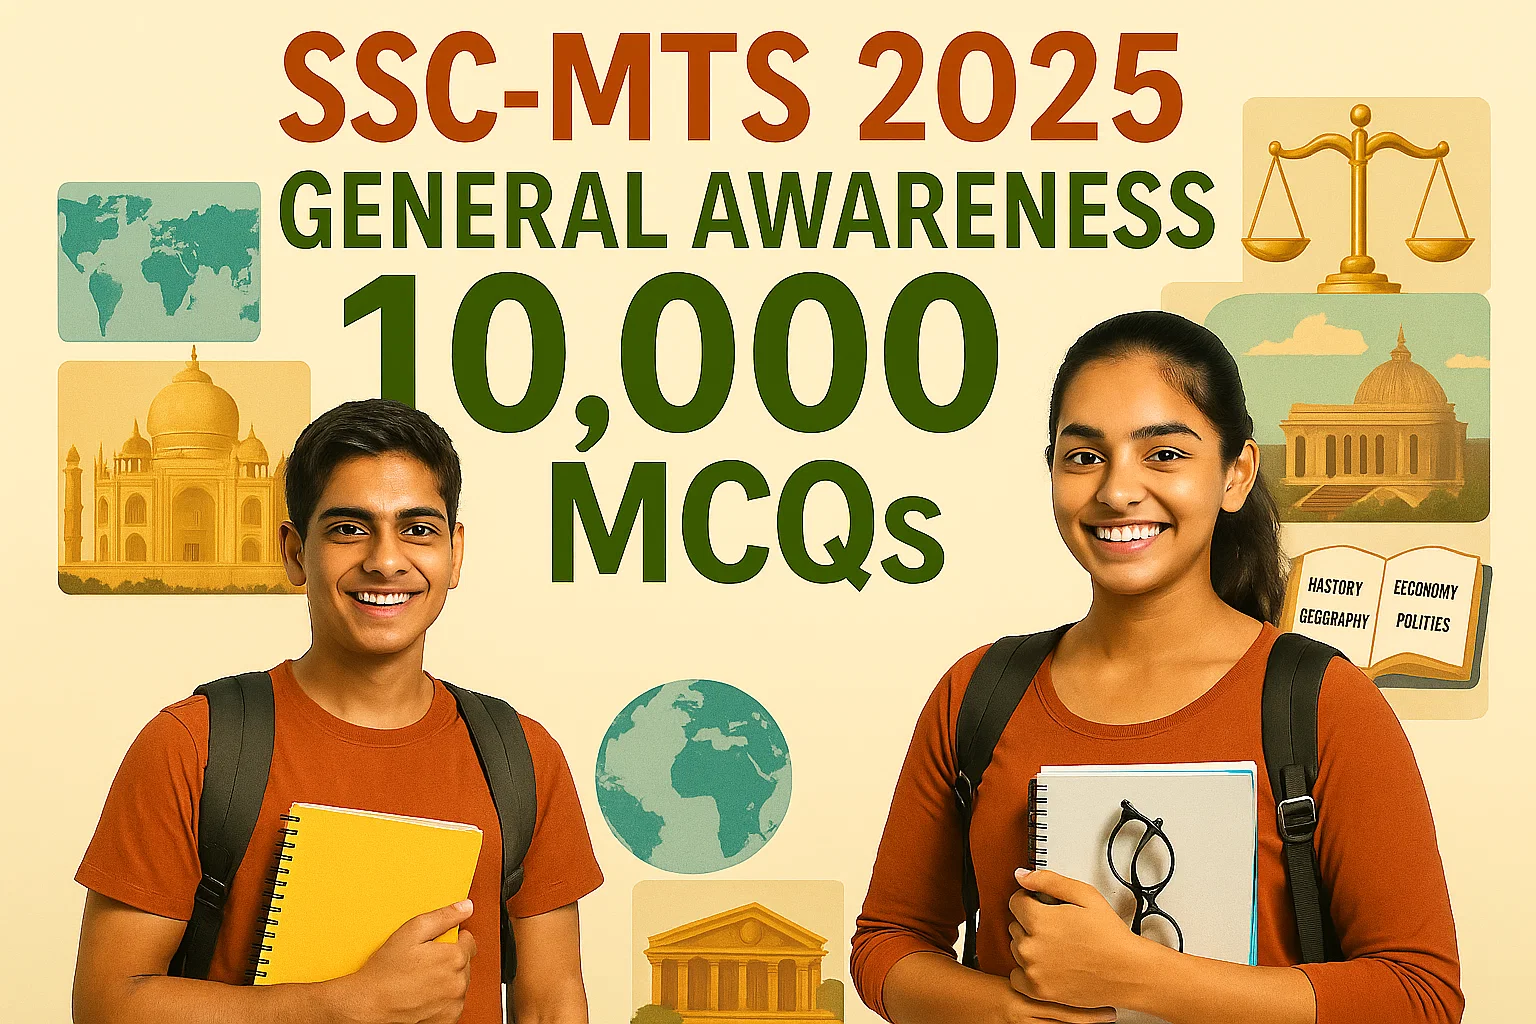 SSC-MTS 2025
GENERAL AWARENESS
10,000
MCQs
HASTORY
GEGGRAPHY
EECONOMY
POLITIES